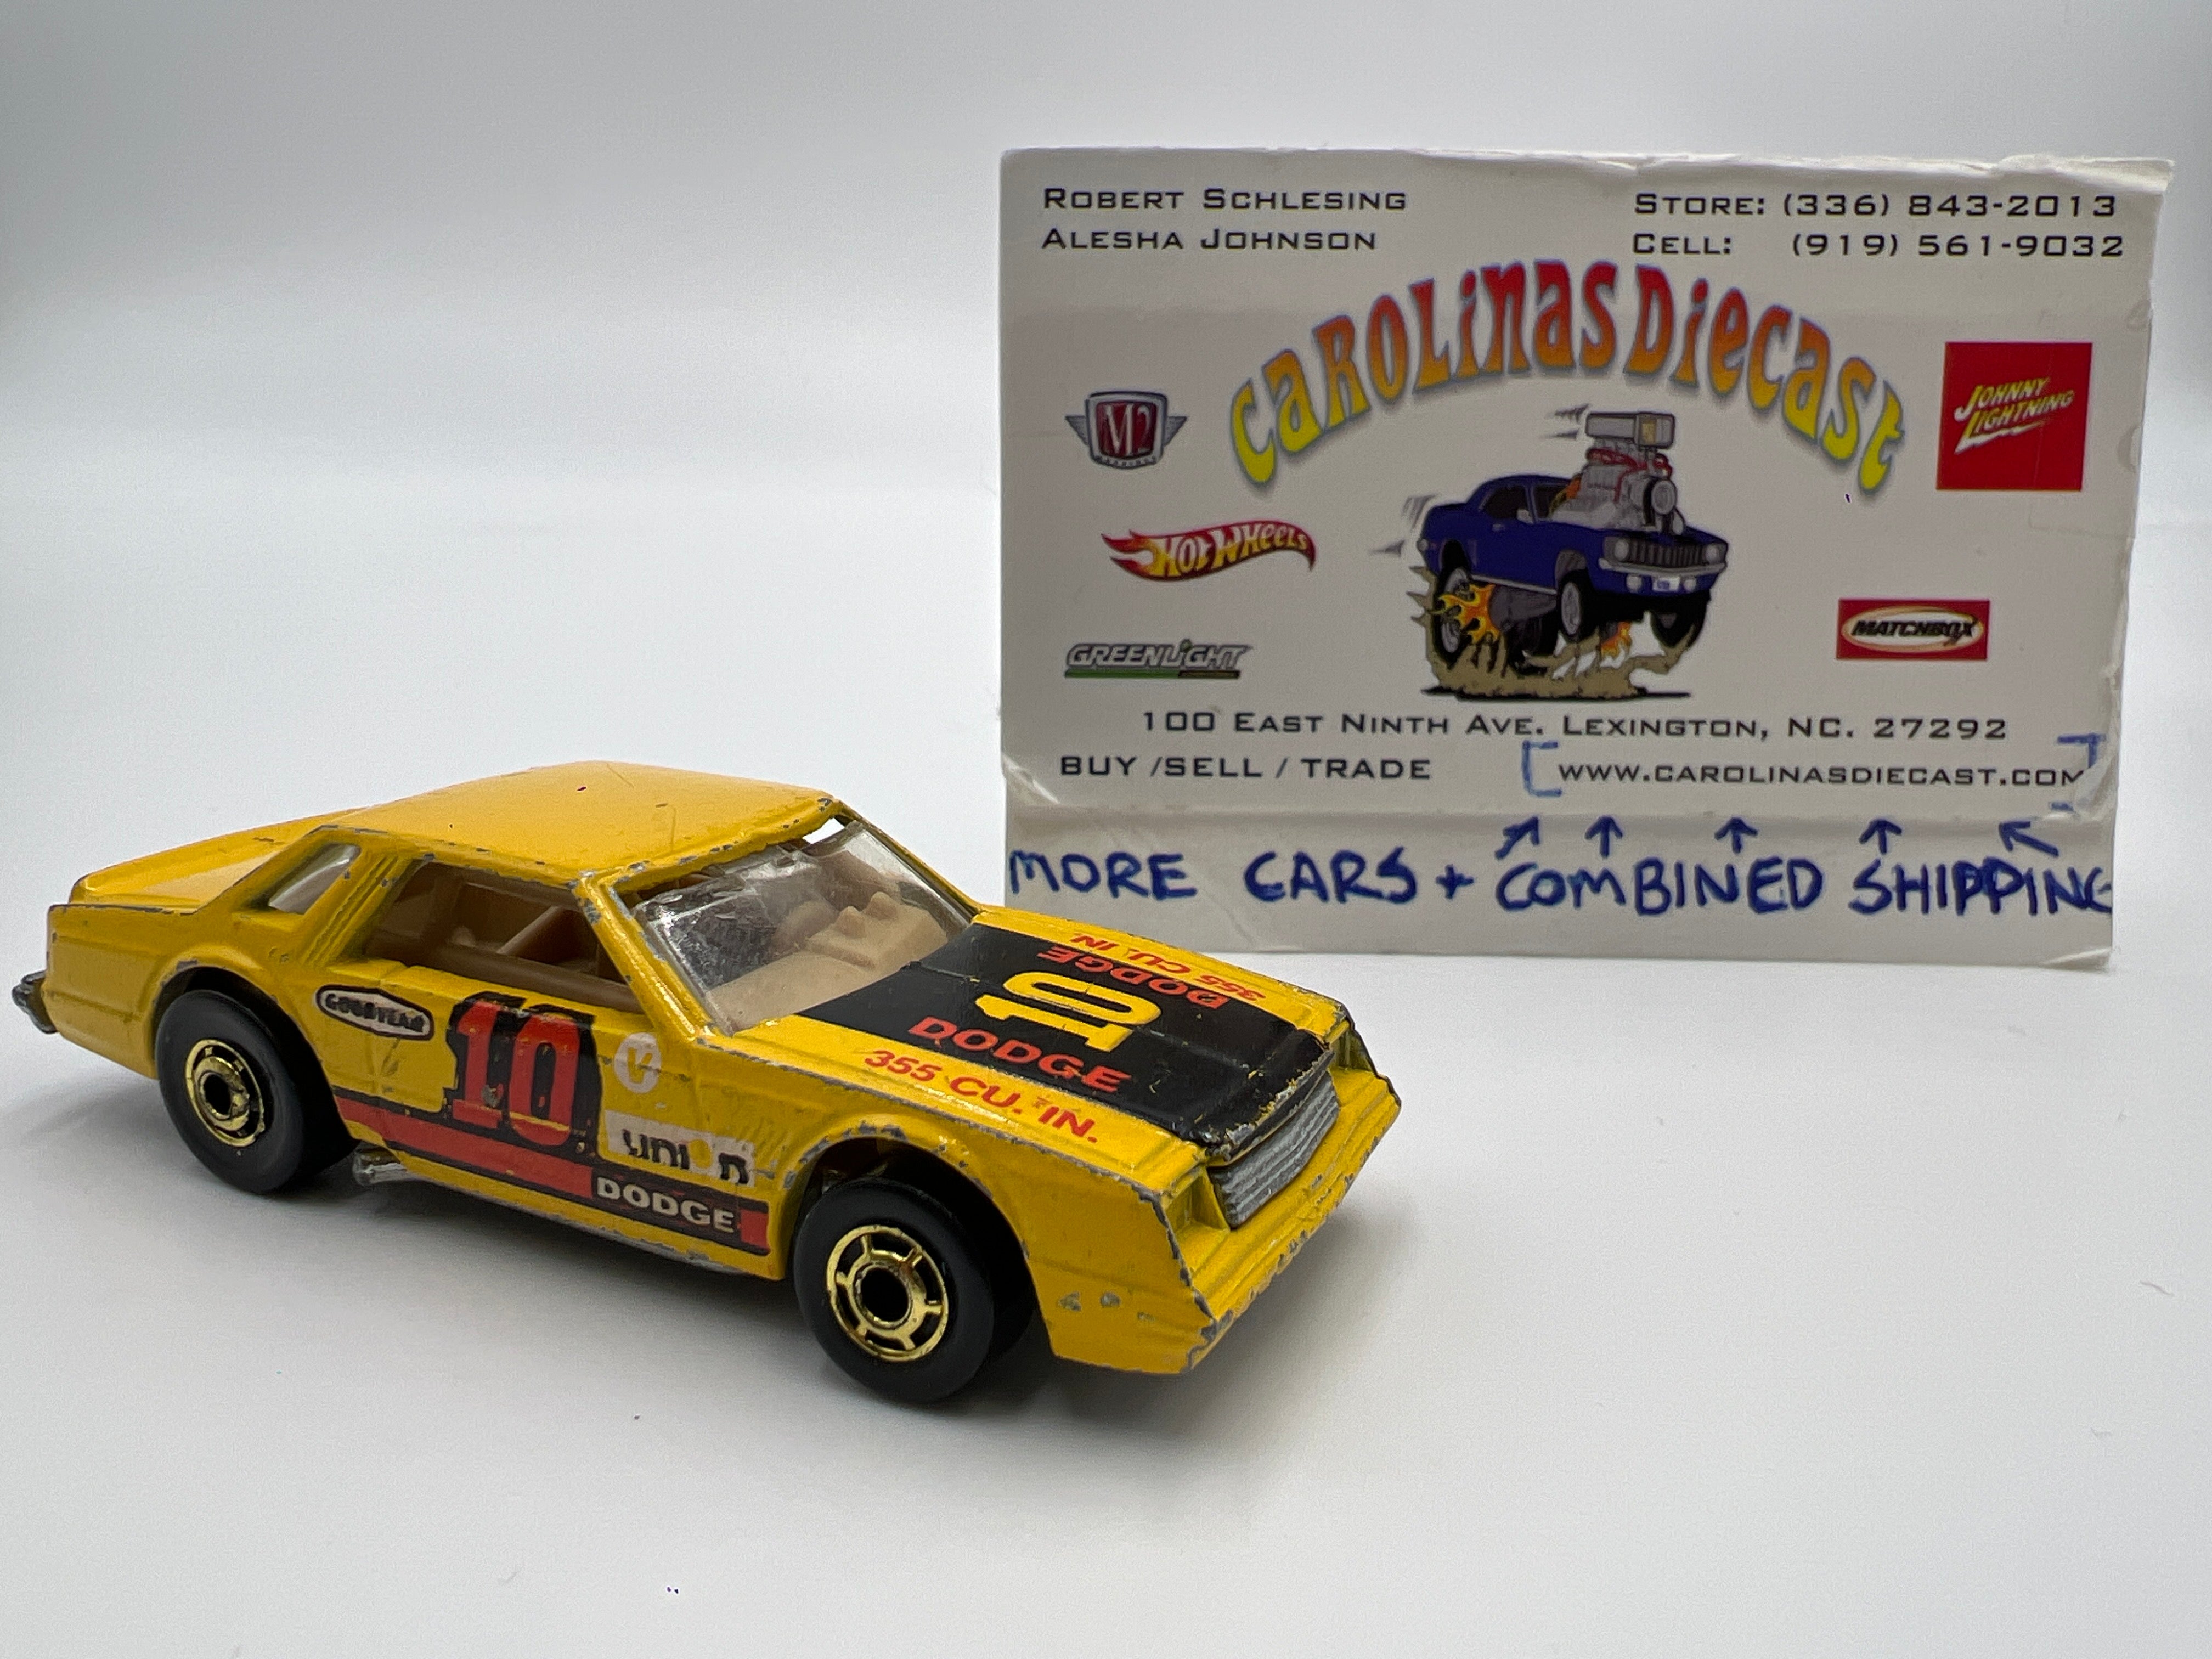 ROBERT SCHLESING
ALESHA JOHNSON
STORE: (336) 843-2013
CELL: (919) 561-9032
CAROLINAS DIECAST
M2
JOHNNY LIGHTNING
HOT WHEELS
MATCHBOX
GREENLIGHT
100 EAST NINTH AVE. LEXINGTON, NC. 27292
BUY /SELL / TRADE
[WWW.CAROLINASDIECAST.COM]
MORE CARS + COMBINED SHIPPING
355 CU. IN.
DODGE
10
DODGE
355 CU. IN.
GOODYEAR
10
V
UNION
DODGE